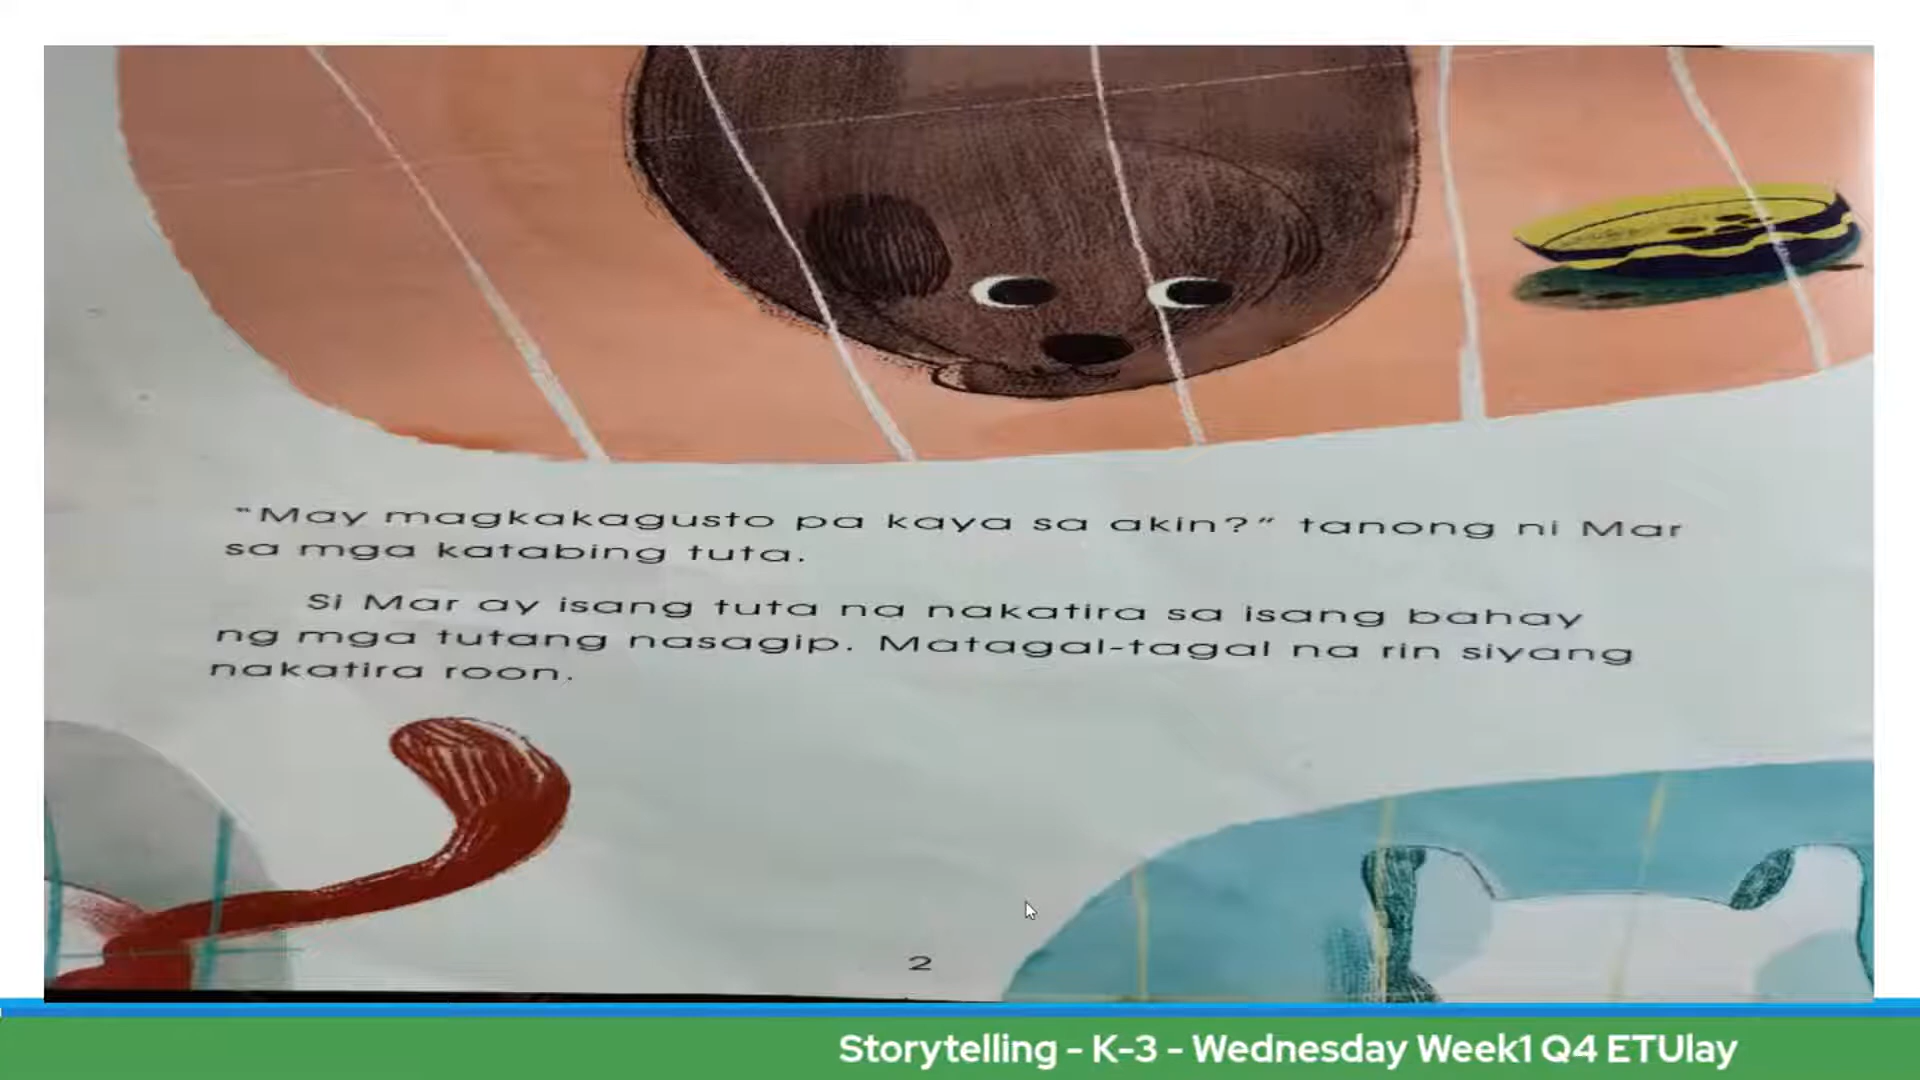 “May magkakagusto pa kaya sa akin?” tanong ni Mar
sa mga katabing tuta.
Si Mar ay isang tuta na nakatira sa isang bahay
ng mga tutang nasagip. Matagal-tagal na rin siyang
nakatira roon.
2
Storytelling - K-3 - Wednesday Week1 Q4 ETUlay